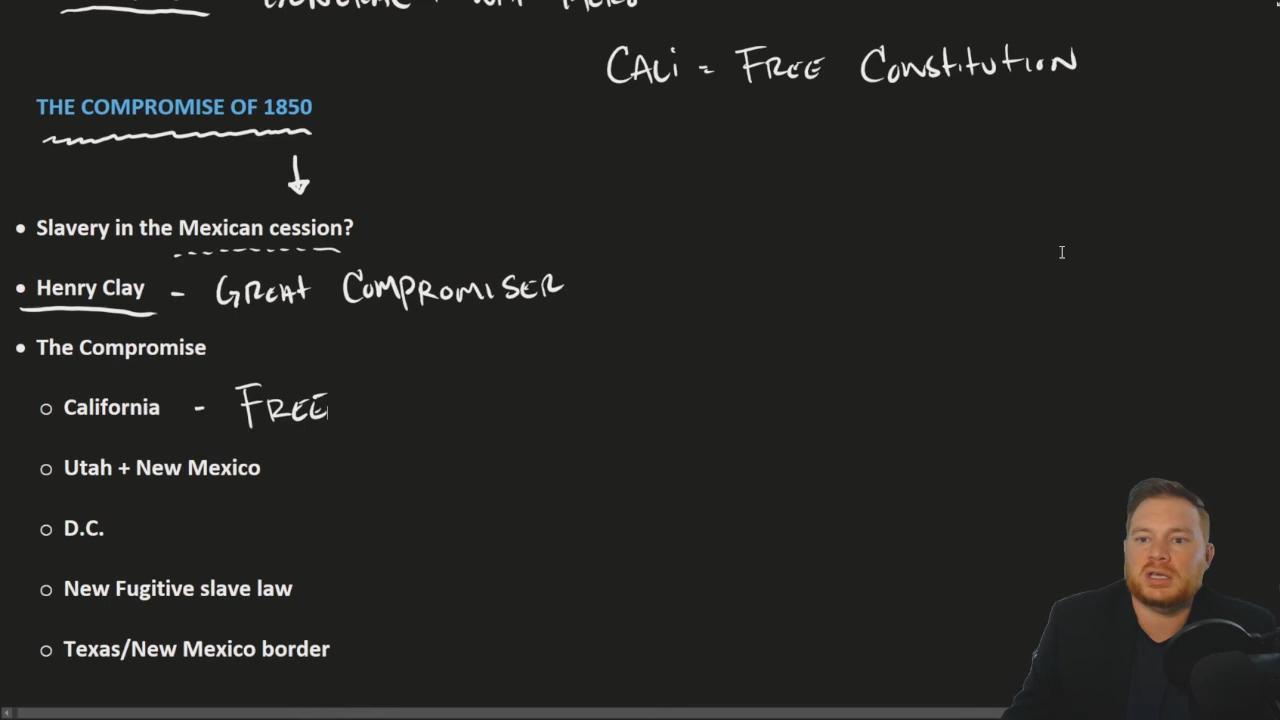 CALi = FREE CONSTITUTION
THE COMPROMISE OF 1850
• Slavery in the Mexican cession?
• Henry Clay - GREAT COMPROMISER
• The Compromise
○ California - FREE
○ Utah + New Mexico
○ D.C.
○ New Fugitive slave law
○ Texas/New Mexico border